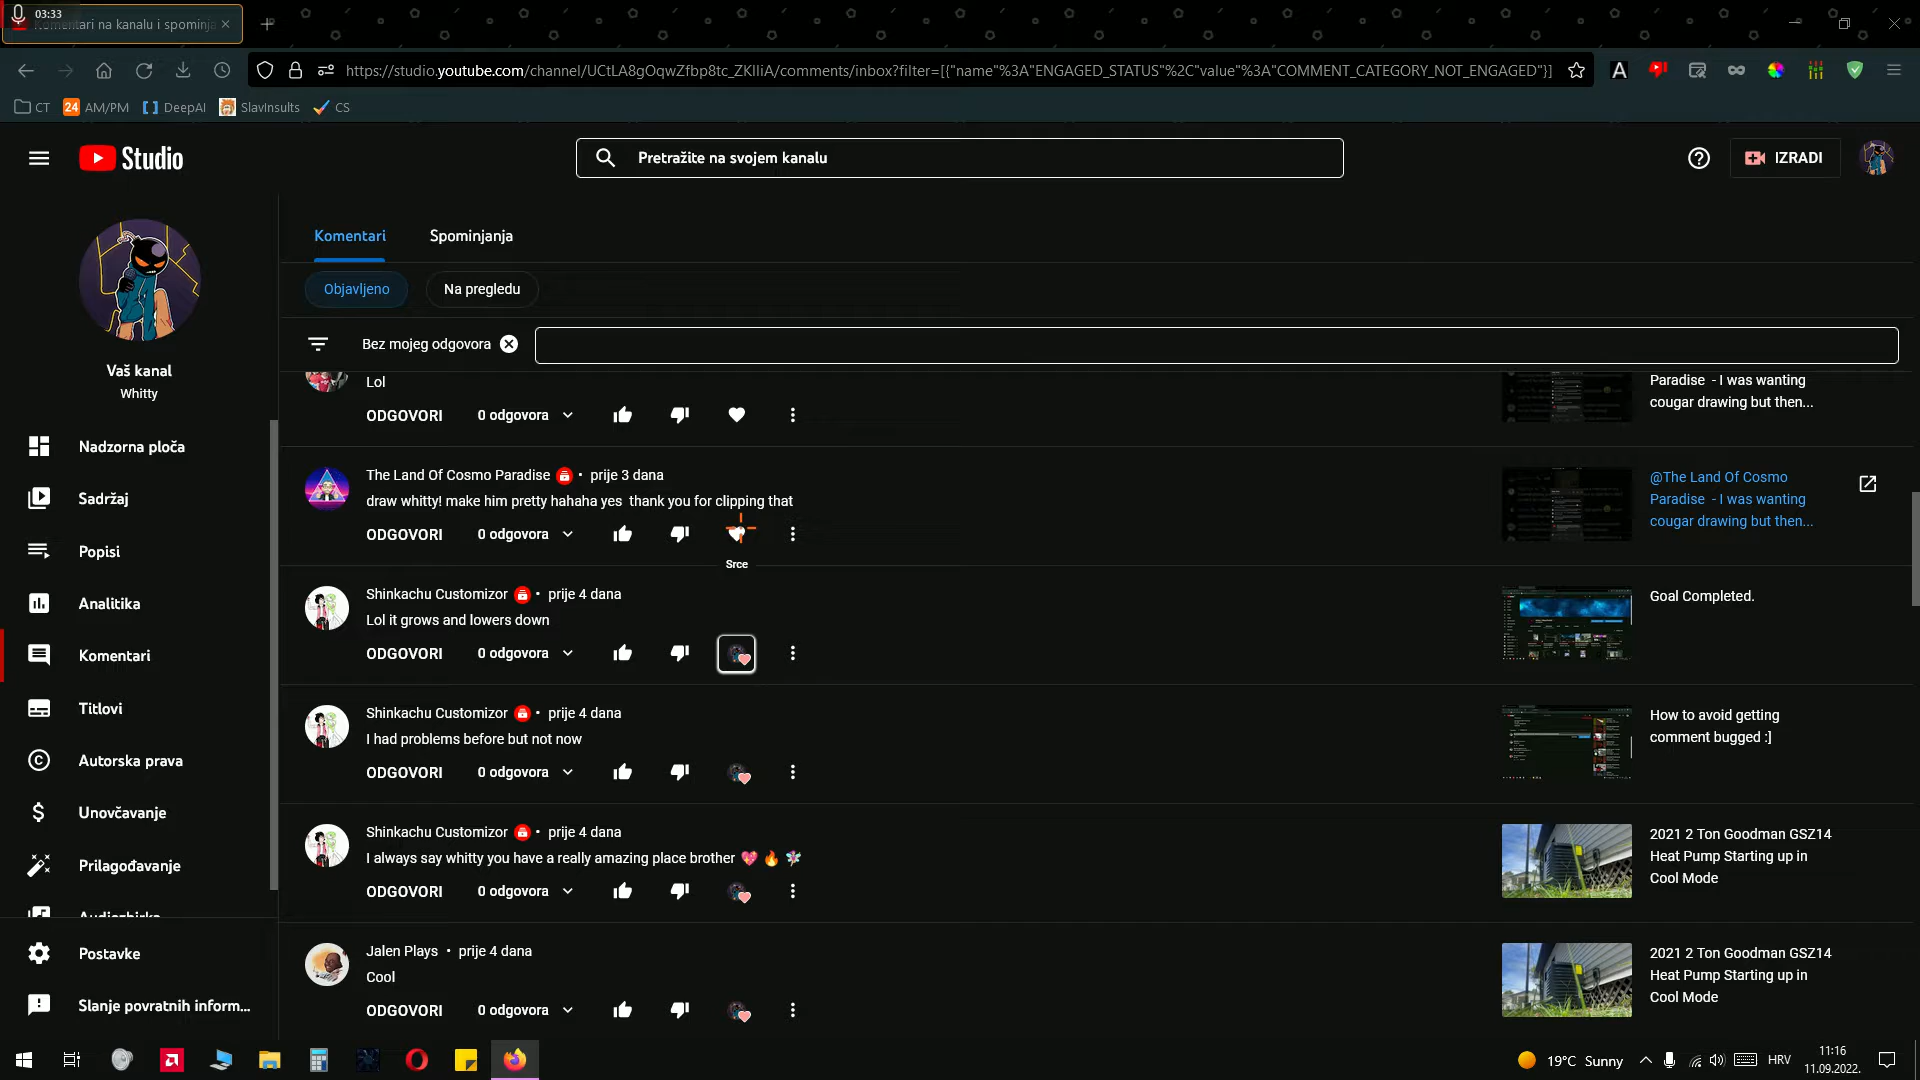 03:33
Komentari na kanalu i spominja
https://studio.youtube.com/channel/UCtLA8gOqwZfbp8tc_ZKlIiA/comments/inbox?filter=[{"name"%3A"ENGAGED_STATUS"%2C"value"%3A"COMMENT_CATEGORY_NOT_ENGAGED"}]
CT
24 AM/PM
DeepAI
SlavInsults
CS
Studio
Pretražite na svojem kanalu
IZRADI
Vaš kanal
Whitty
Nadzorna ploča
Sadržaj
Popisi
Analitika
Komentari
Titlovi
Autorska prava
Unovčavanje
Prilagođavanje
Audiozbirka
Postavke
Slanje povratnih inform...
Komentari
Spominjanja
Objavljeno
Na pregledu
Bez mojeg odgovora
Lol
ODGOVORI 0 odgovora
Paradise - I was wanting
cougar drawing but then...
The Land Of Cosmo Paradise • prije 3 dana
draw whitty! make him pretty hahaha yes thank you for clipping that
ODGOVORI 0 odgovora
Srce
@The Land Of Cosmo
Paradise - I was wanting
cougar drawing but then...
Shinkachu Customizor • prije 4 dana
Lol it grows and lowers down
ODGOVORI 0 odgovora
Goal Completed.
Shinkachu Customizor • prije 4 dana
I had problems before but not now
ODGOVORI 0 odgovora
How to avoid getting
comment bugged :]
Shinkachu Customizor • prije 4 dana
I always say whitty you have a really amazing place brother 💖 🔥 🧚
ODGOVORI 0 odgovora
2021 2 Ton Goodman GSZ14
Heat Pump Starting up in
Cool Mode
Jalen Plays • prije 4 dana
Cool
ODGOVORI 0 odgovora
2021 2 Ton Goodman GSZ14
Heat Pump Starting up in
Cool Mode
19°C Sunny
HRV
11:16
11.09.2022.